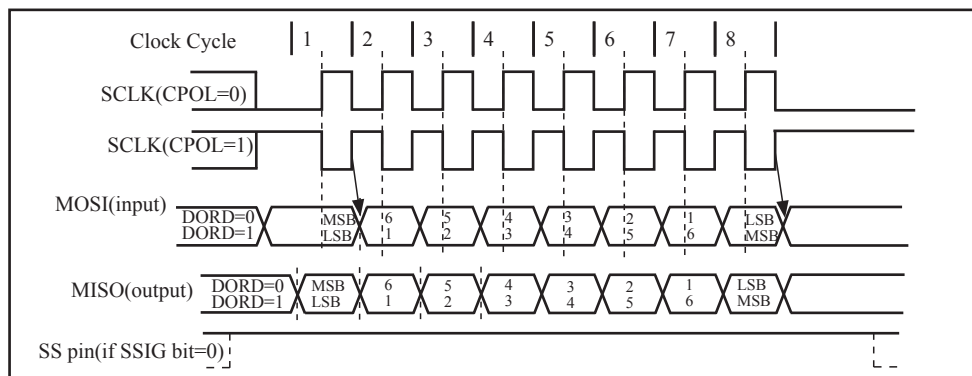 Clock Cycle 1 2 3 4 5 6 7 8
SCLK(CPOL=0)
SCLK(CPOL=1)
MOSI(input)
DORD=0 MSB 6 5 4 3 2 1 LSB
DORD=1 LSB 1 2 3 4 5 6 MSB
MISO(output)
DORD=0 MSB 6 5 4 3 2 1 LSB
DORD=1 LSB 1 2 3 4 5 6 MSB
SS pin(if SSIG bit=0)